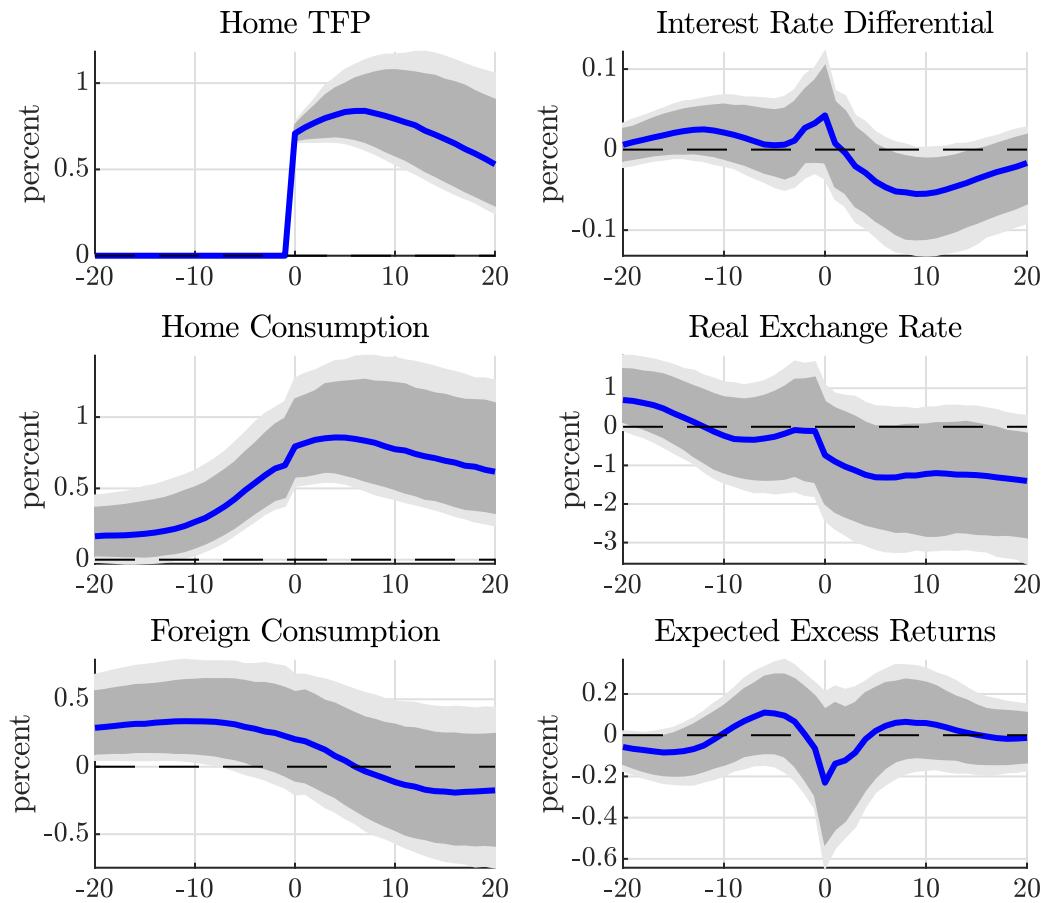 Home TFP
percent
1
0.5
0
-20 -10 0 10 20
Interest Rate Differential
percent
0.1
0
-0.1
-20 -10 0 10 20
Home Consumption
percent
1
0.5
0
-20 -10 0 10 20
Real Exchange Rate
percent
1
0
-1
-2
-3
-20 -10 0 10 20
Foreign Consumption
percent
0.5
0
-0.5
-20 -10 0 10 20
Expected Excess Returns
percent
0.2
0
-0.2
-0.4
-0.6
-20 -10 0 10 20